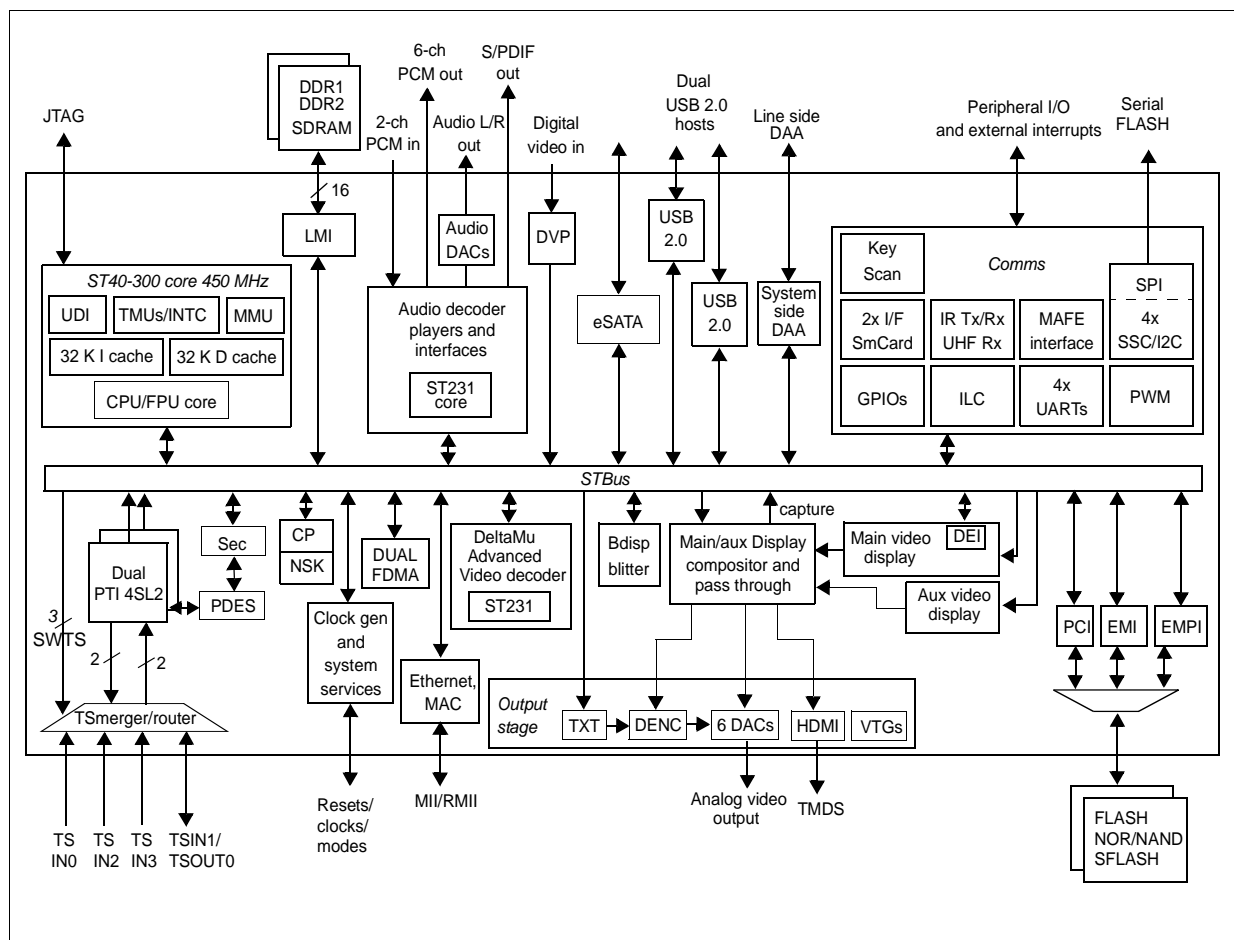 6-ch
PCM out
S/PDIF
out
DDR1
DDR2
SDRAM
Dual
USB 2.0
hosts
JTAG
2-ch
PCM in
Audio L/R
out
Digital
video in
Line side
DAA
Peripheral I/O
and external interrupts
Serial
FLASH
16
LMI
Audio
DACs
DVP
USB
2.0
ST40-300 core 450 MHz
UDI
TMUs/INTC
MMU
32 K I cache
32 K D cache
CPU/FPU core
Audio decoder
players and
interfaces
ST231
core
eSATA
USB
2.0
System
side
DAA
Key
Scan
Comms
SPI
2x I/F
SmCard
IR Tx/Rx
UHF Rx
MAFE
interface
4x
SSC/I2C
GPIOs
ILC
4x
UARTs
PWM
STBus
Dual
PTI 4SL2
Sec
PDES
CP
NSK
DUAL
FDMA
DeltaMu
Advanced
Video decoder
ST231
Bdisp
blitter
capture
Main/aux Display
compositor and
pass through
Main video
display
DEI
Aux video
display
3
SWTS
2
2
Clock gen
and
system
services
Ethernet,
MAC
PCI
EMI
EMPI
TSmerger/router
Output
stage
TXT
DENC
6 DACs
HDMI
VTGs
TS
IN0
TS
IN2
TS
IN3
TSIN1/
TSOUT0
Resets/
clocks/
modes
MII/RMII
Analog video
output
TMDS
FLASH
NOR/NAND
SFLASH